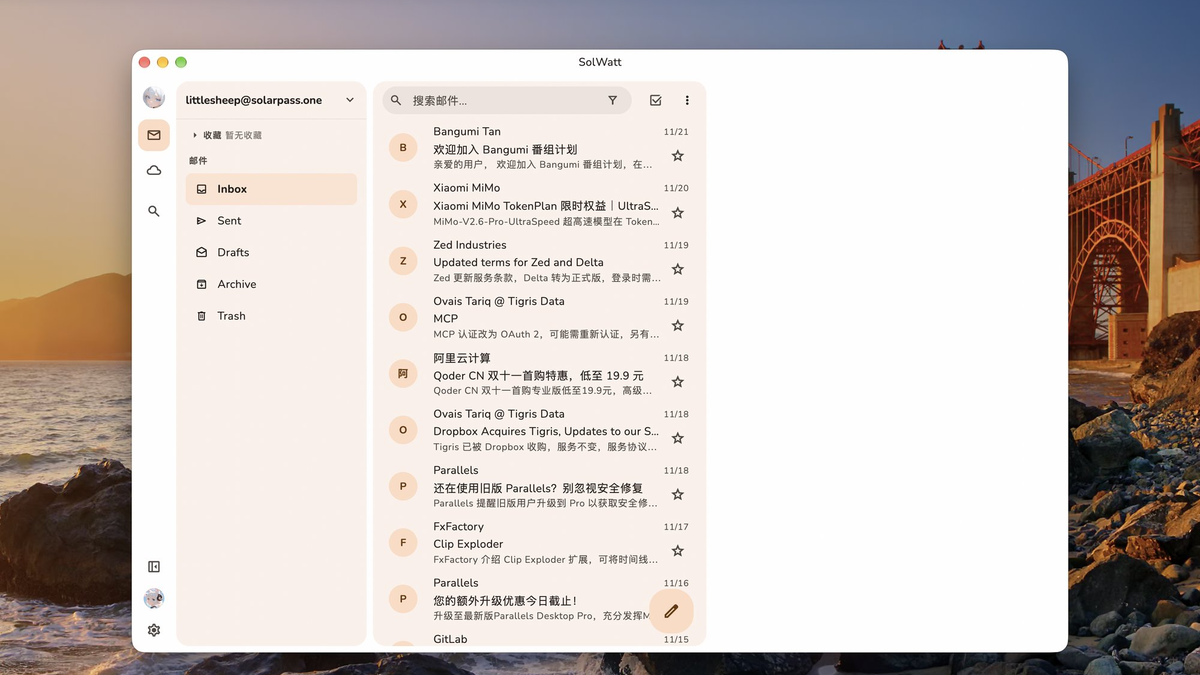 SolWatt
littlesheep@solarpass.one
收藏 暂无收藏
邮件
Inbox
Sent
Drafts
Archive
Trash
搜索邮件...
B
Bangumi Tan
11/21
欢迎加入 Bangumi 番组计划
亲爱的用户， 欢迎加入 Bangumi 番组计划，在...
X
Xiaomi MiMo
11/20
Xiaomi MiMo TokenPlan 限时权益｜UltraS...
MiMo-V2.6-Pro-UltraSpeed 超高速模型在 Token...
Z
Zed Industries
11/19
Updated terms for Zed and Delta
Zed 更新服务条款，Delta 转为正式版，登录时需...
O
Ovais Tariq @ Tigris Data
11/19
MCP
MCP 认证改为 OAuth 2，可能需重新认证，另有...
阿
阿里云计算
11/18
Qoder CN 双十一首购特惠，低至 19.9 元
Qoder CN 双十一首购专业版低至19.9元，高级...
O
Ovais Tariq @ Tigris Data
11/18
Dropbox Acquires Tigris, Updates to our S...
Tigris 已被 Dropbox 收购，服务不变，服务协议...
P
Parallels
11/18
还在使用旧版 Parallels？别忽视安全修复
Parallels 提醒旧版用户升级到 Pro 以获取安全修...
F
FxFactory
11/17
Clip Exploder
FxFactory 介绍 Clip Exploder 扩展，可将时间线...
P
Parallels
11/16
您的额外升级优惠今日截止！
升级至最新版Parallels Desktop Pro，充分发挥M
GitLab
11/15